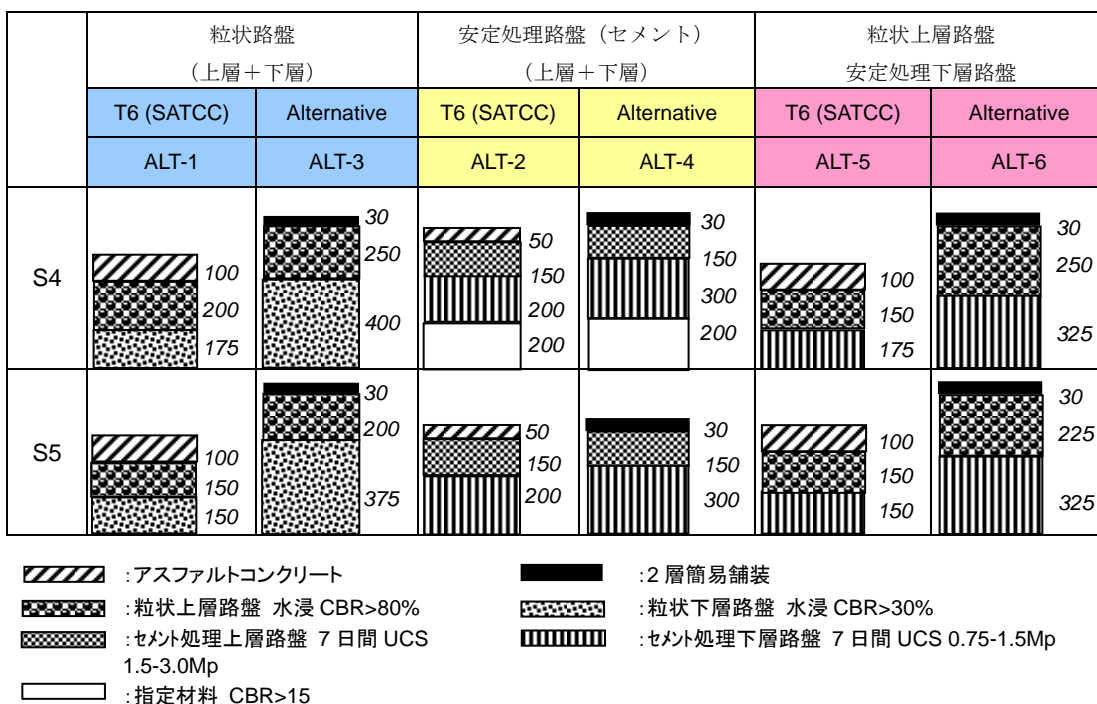 粒状路盤
（上層＋下層）
安定処理路盤（セメント）
（上層＋下層）
粒状上層路盤
安定処理下層路盤
T6 (SATCC) Alternative T6 (SATCC) Alternative T6 (SATCC) Alternative
ALT-1 ALT-3 ALT-2 ALT-4 ALT-5 ALT-6
S4
100
200
175
30
250
400
50
150
200
200
30
150
300
200
100
150
175
30
250
325
S5
100
150
150
30
200
375
50
150
200
30
150
300
100
150
150
30
225
325
:アスファルトコンクリート
:2 層簡易舗装
:粒状上層路盤 水浸 CBR>80%
:粒状下層路盤 水浸 CBR>30%
:セメント処理上層路盤 7 日間 UCS
1.5-3.0Mp
:セメント処理下層路盤 7 日間 UCS 0.75-1.5Mp
:指定材料 CBR>15